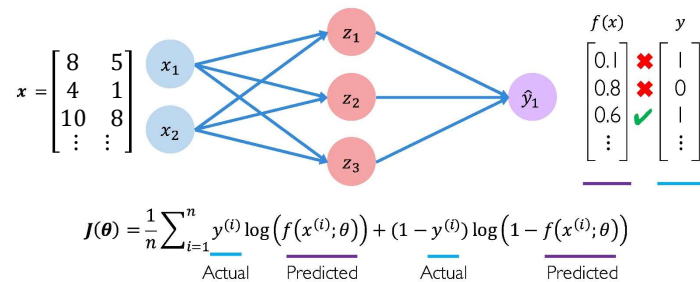 f(x) y
x = [8 5
4 1
10 8
⋮ ⋮]
x₁
x₂
z₁
z₂
z₃
ŷ₁
[0.1
0.8
0.6
⋮]
✖
✖
✔
[1
0
1
⋮]
J(θ) = 1/n ∑ᵢ₌₁ⁿ y⁽ⁱ⁾ log(f(x⁽ⁱ⁾; θ)) + (1 − y⁽ⁱ⁾) log(1 − f(x⁽ⁱ⁾; θ))
Actual Predicted Actual Predicted